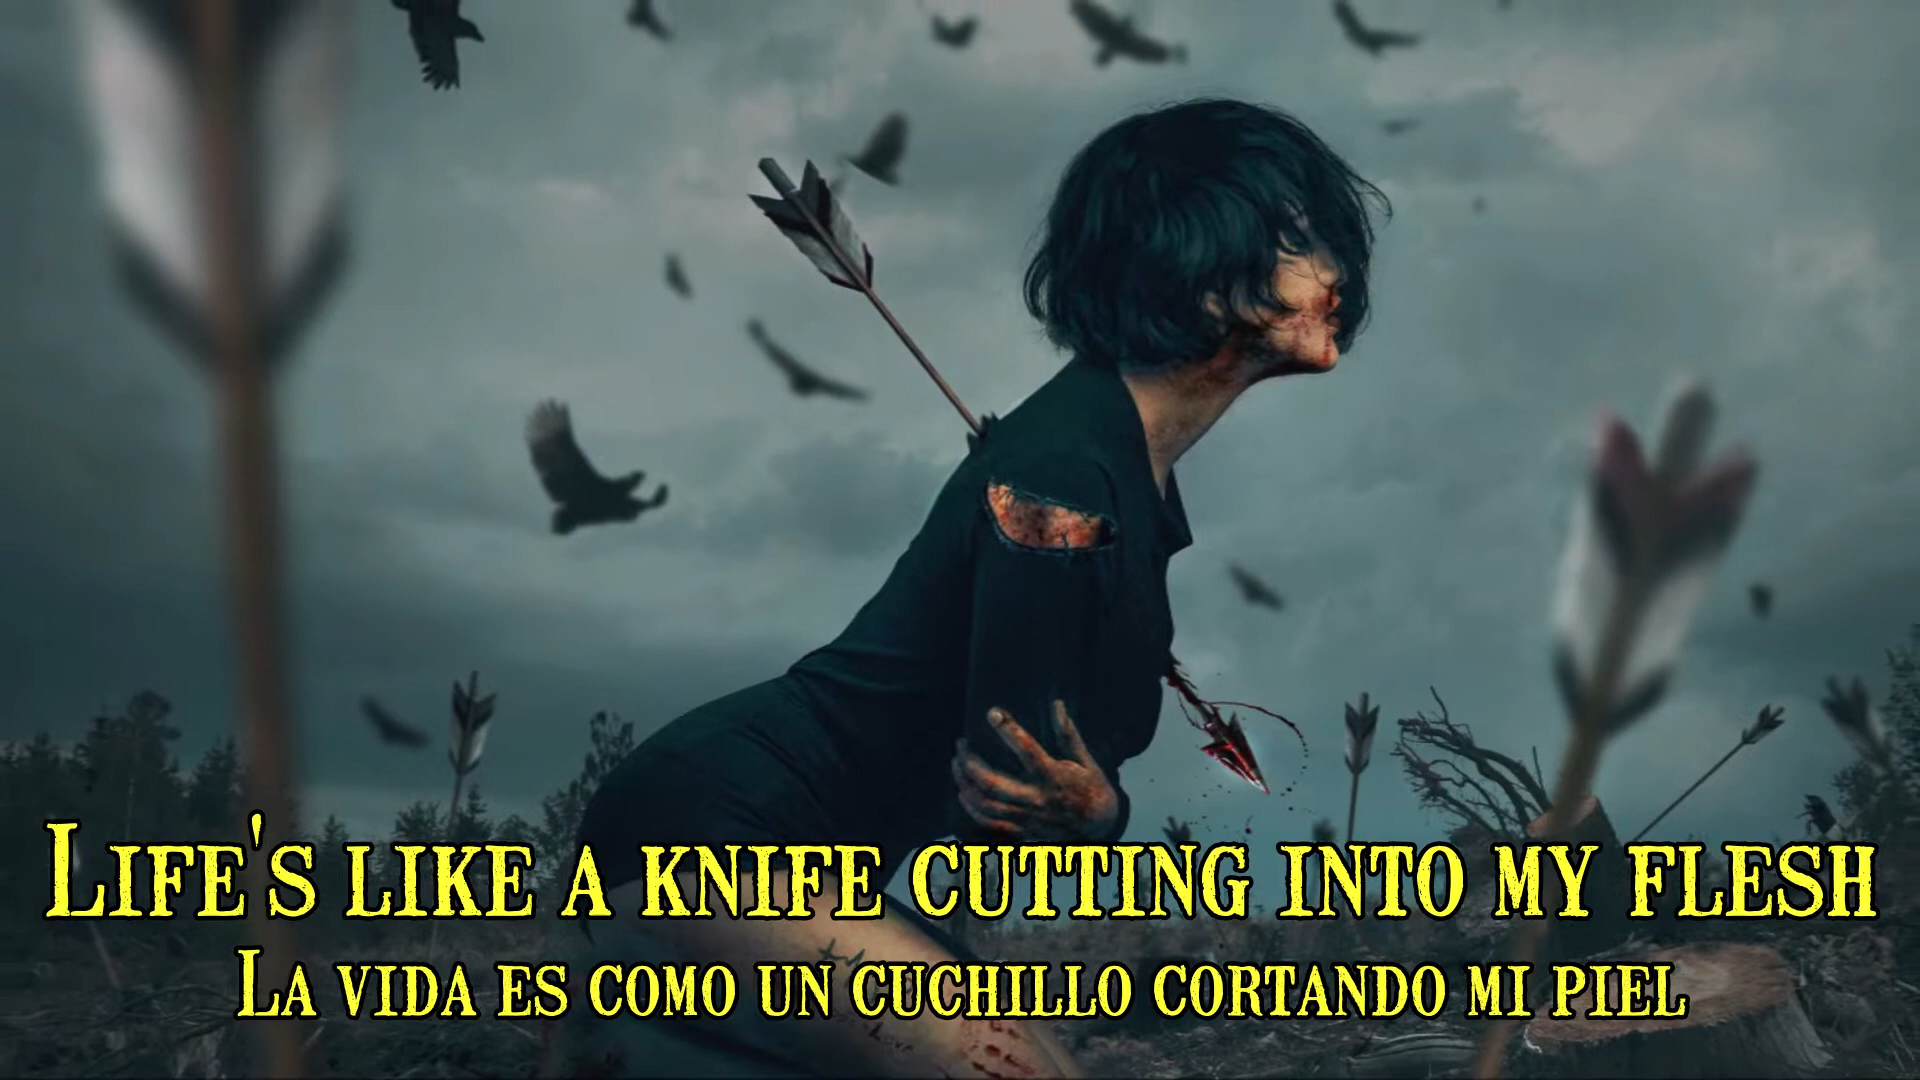 Life's like a knife cutting into my flesh
La vida es como un cuchillo cortando mi piel